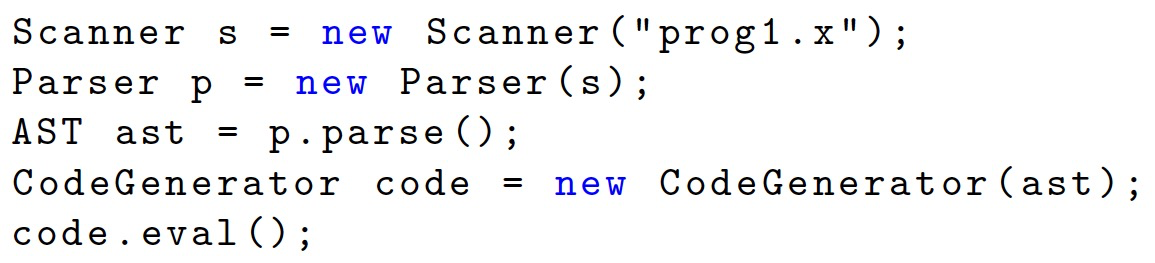 Scanner s = new Scanner("prog1.x");
Parser p = new Parser(s);
AST ast = p.parse();
CodeGenerator code = new CodeGenerator(ast);
code.eval();